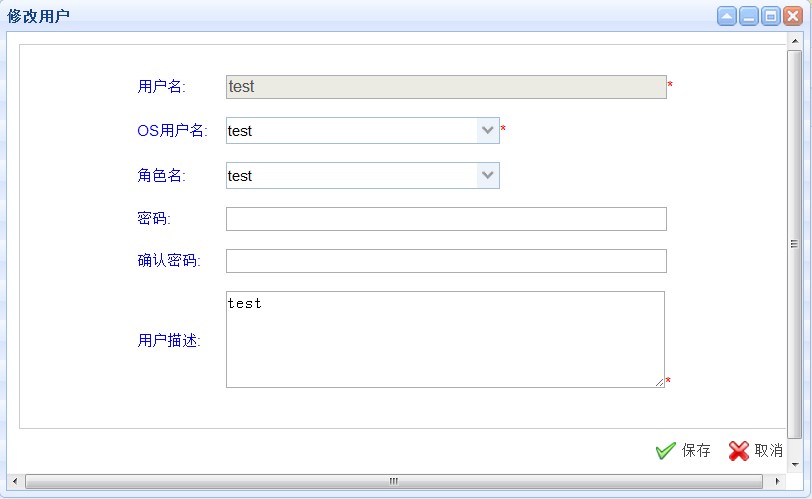 修改用户
用户名: test *
OS用户名: test *
角色名: test
密码:
确认密码:
用户描述: test *
保存 取消